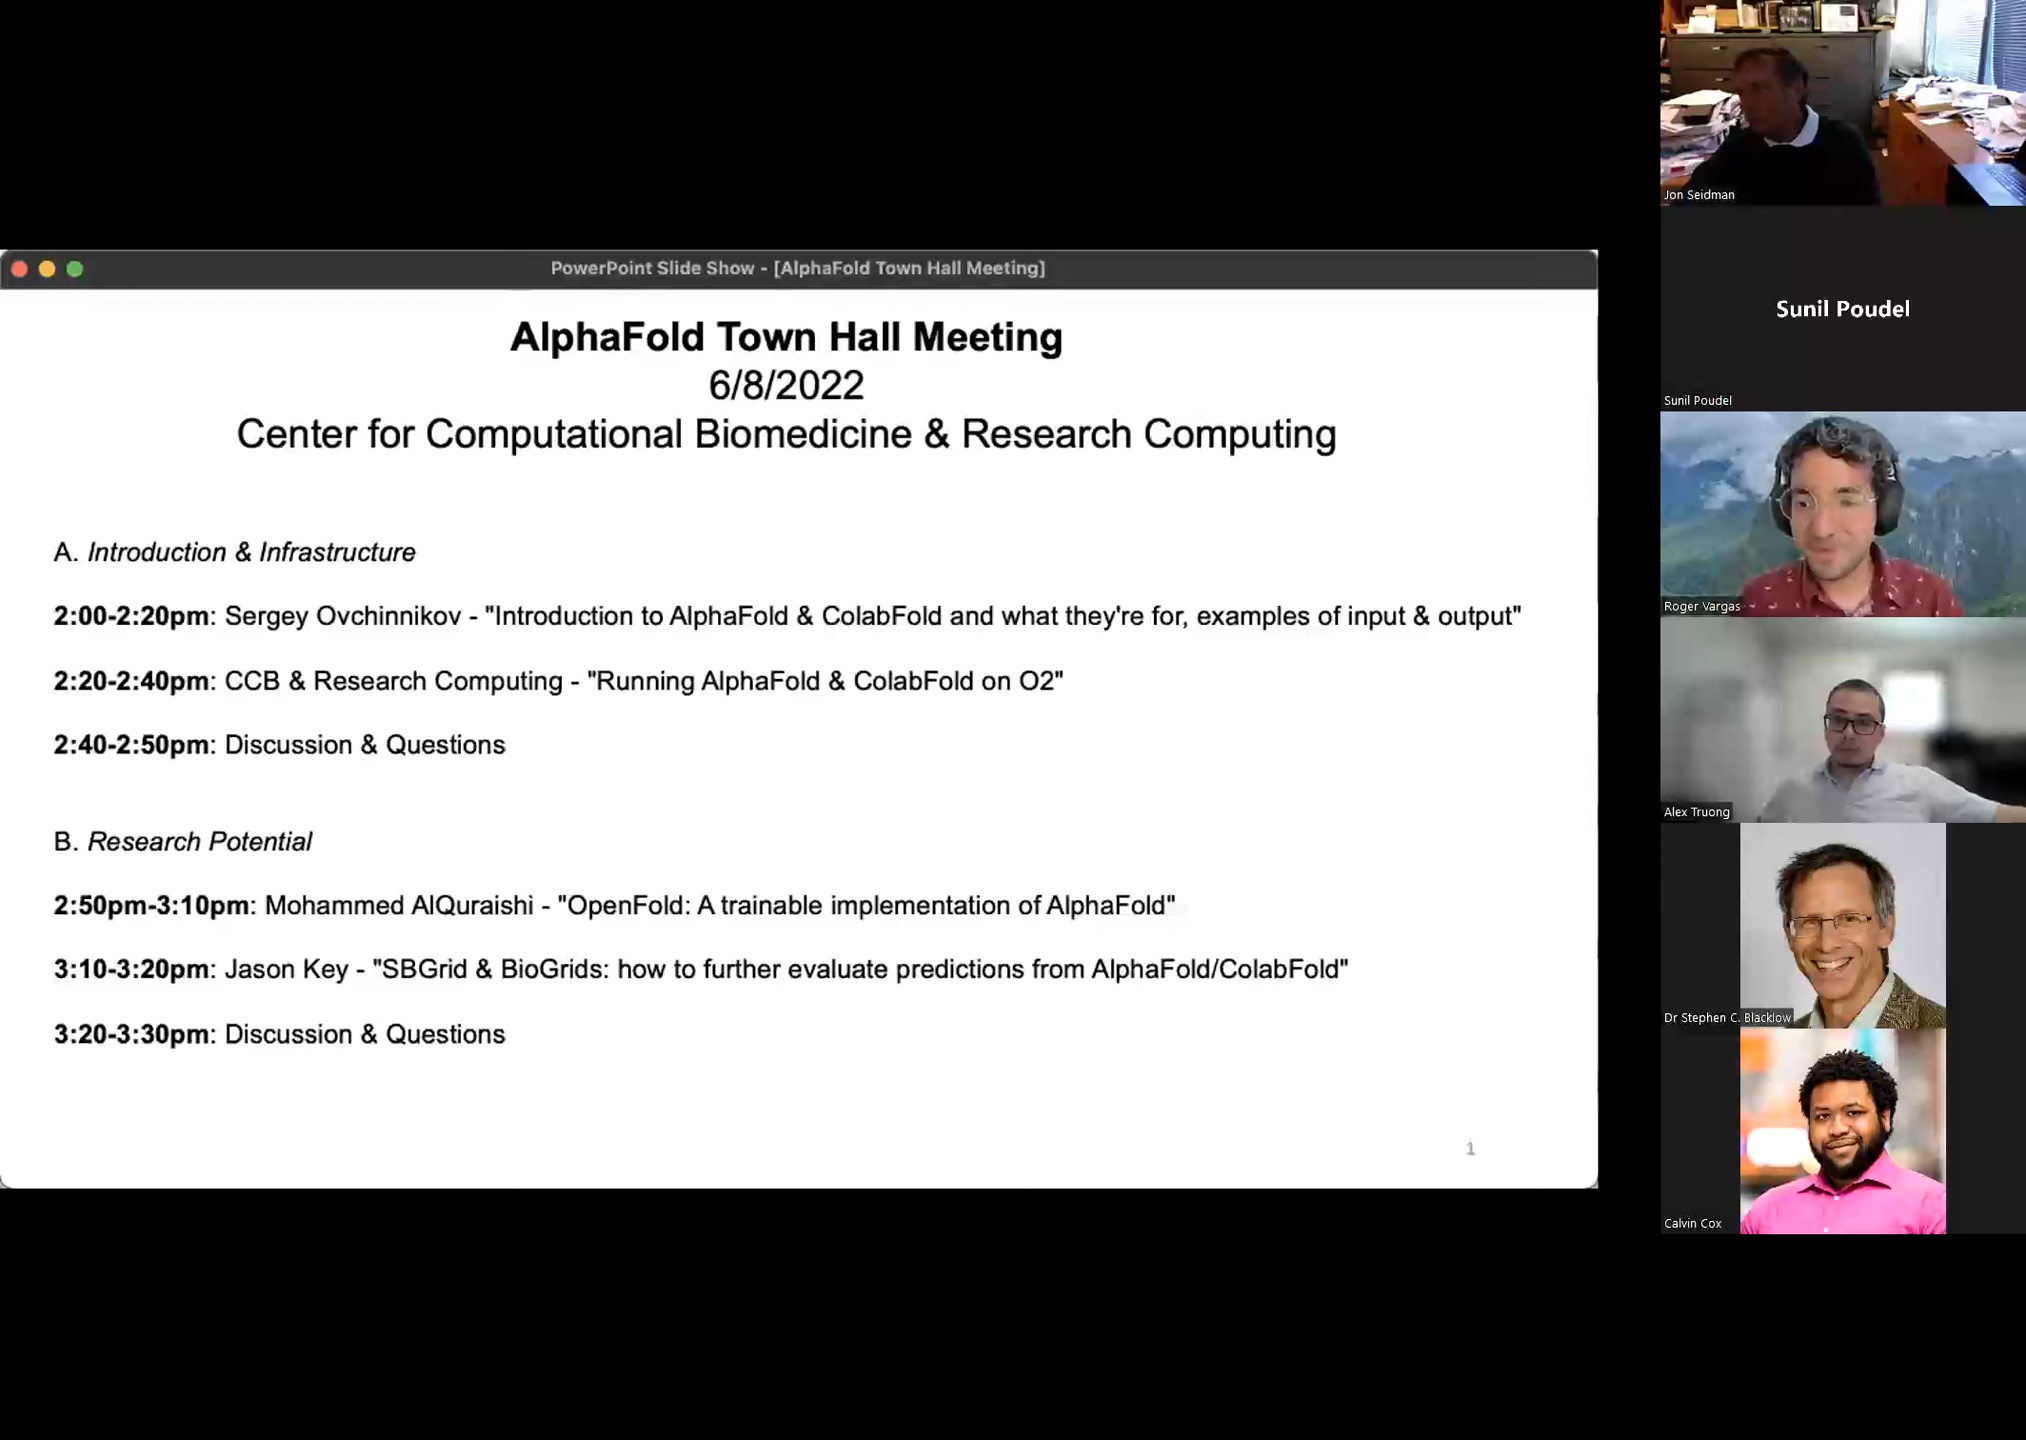 PowerPoint Slide Show - [AlphaFold Town Hall Meeting]
AlphaFold Town Hall Meeting
6/8/2022
Center for Computational Biomedicine & Research Computing
A. Introduction & Infrastructure
2:00-2:20pm: Sergey Ovchinnikov - "Introduction to AlphaFold & ColabFold and what they're for, examples of input & output"
2:20-2:40pm: CCB & Research Computing - "Running AlphaFold & ColabFold on O2"
2:40-2:50pm: Discussion & Questions
B. Research Potential
2:50pm-3:10pm: Mohammed AlQuraishi - "OpenFold: A trainable implementation of AlphaFold"
3:10-3:20pm: Jason Key - "SBGrid & BioGrids: how to further evaluate predictions from AlphaFold/ColabFold"
3:20-3:30pm: Discussion & Questions
1
Jon Seidman
Sunil Poudel
Sunil Poudel
Roger Vargas
Alex Truong
Dr Stephen C. Blacklow
Calvin Cox